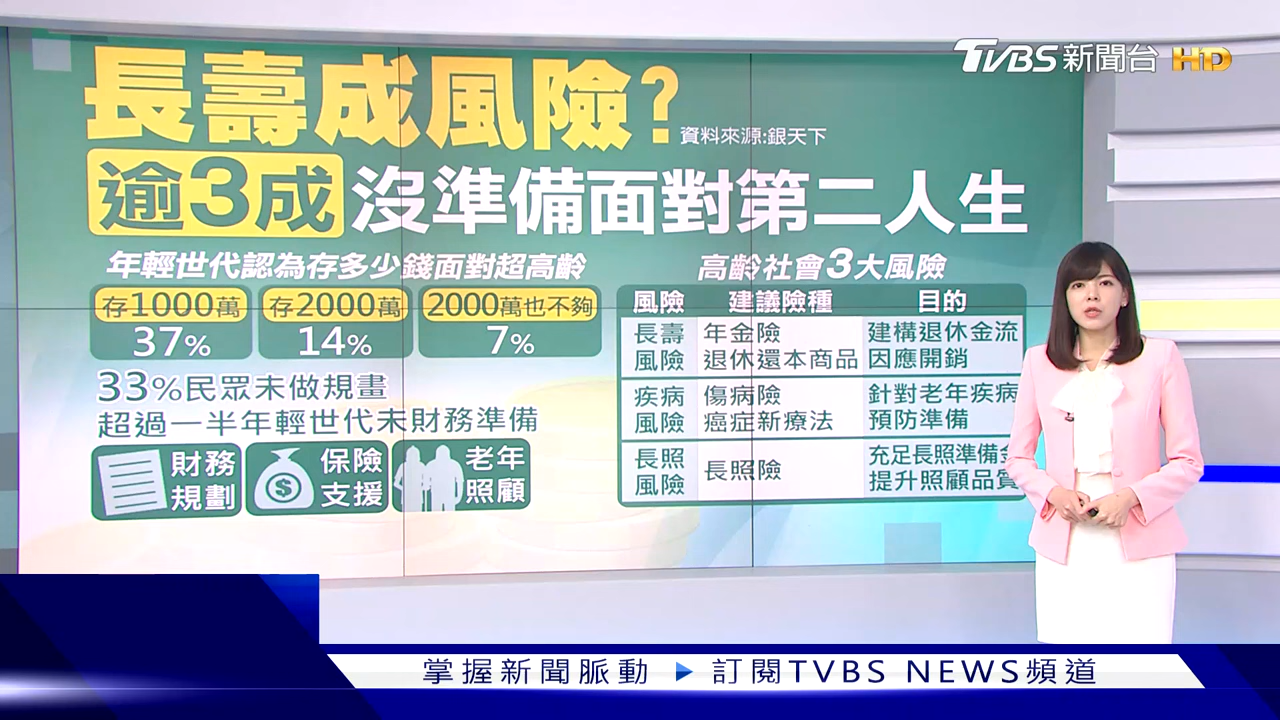 TVBS新聞台 HD
長壽成風險?
資料來源:銀天下
逾3成 沒準備面對第二人生
年輕世代認為存多少錢面對超高齡
存1000萬 存2000萬 2000萬也不夠
37% 14% 7%
33%民眾未做規畫
超過一半年輕世代未財務準備
財務
規劃
保險
支援
老年
照顧
高齡社會3大風險
風險 建議險種 目的
長壽 年金險 建構退休金流
風險 退休還本商品 因應開銷
疾病 傷病險 針對老年疾病
風險 癌症新療法 預防準備
長照 長照險 充足長照準備金
風險 提升照顧品質
掌握新聞脈動 訂閱TVBS NEWS頻道